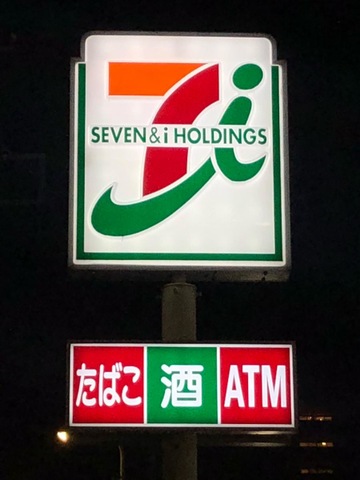 SEVEN&i HOLDINGS
たばこ 酒 ATM